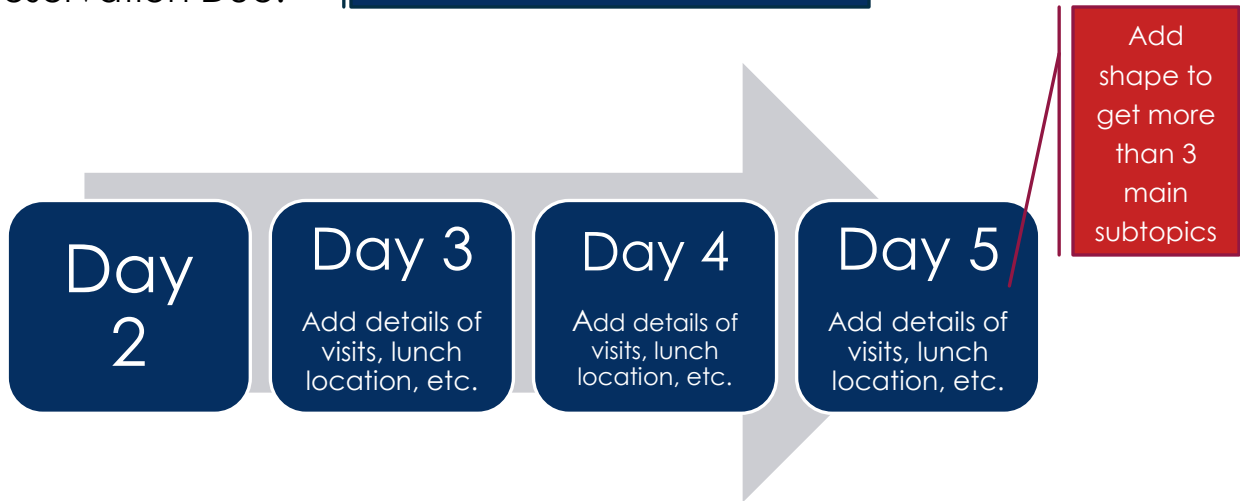 Add
shape to
get more
than 3
main
subtopics
Day
2
Day 3
Add details of
visits, lunch
location, etc.
Day 4
Add details of
visits, lunch
location, etc.
Day 5
Add details of
visits, lunch
location, etc.